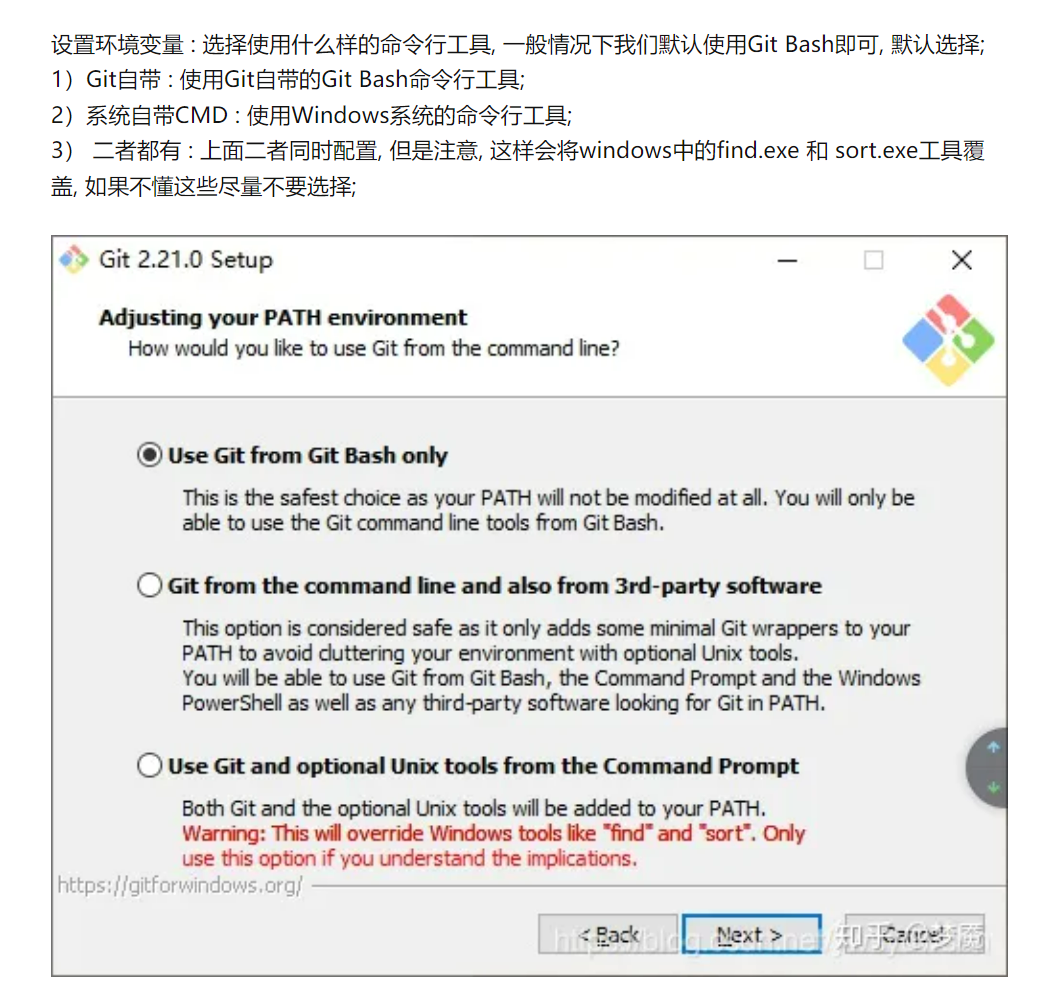 设置环境变量 : 选择使用什么样的命令行工具, 一般情况下我们默认使用Git Bash即可, 默认选择;
1）Git自带 : 使用Git自带的Git Bash命令行工具;
2）系统自带CMD : 使用Windows系统的命令行工具;
3） 二者都有 : 上面二者同时配置, 但是注意, 这样会将windows中的find.exe 和 sort.exe工具覆
盖, 如果不懂这些尽量不要选择;
Git 2.21.0 Setup
Adjusting your PATH environment
How would you like to use Git from the command line?
Use Git from Git Bash only
This is the safest choice as your PATH will not be modified at all. You will only be
able to use the Git command line tools from Git Bash.
Git from the command line and also from 3rd-party software
This option is considered safe as it only adds some minimal Git wrappers to your
PATH to avoid cluttering your environment with optional Unix tools.
You will be able to use Git from Git Bash, the Command Prompt and the Windows
PowerShell as well as any third-party software looking for Git in PATH.
Use Git and optional Unix tools from the Command Prompt
Both Git and the optional Unix tools will be added to your PATH.
Warning: This will override Windows tools like "find" and "sort". Only
use this option if you understand the implications.
https://gitforwindows.org/
< Back Next > Cancel
知乎